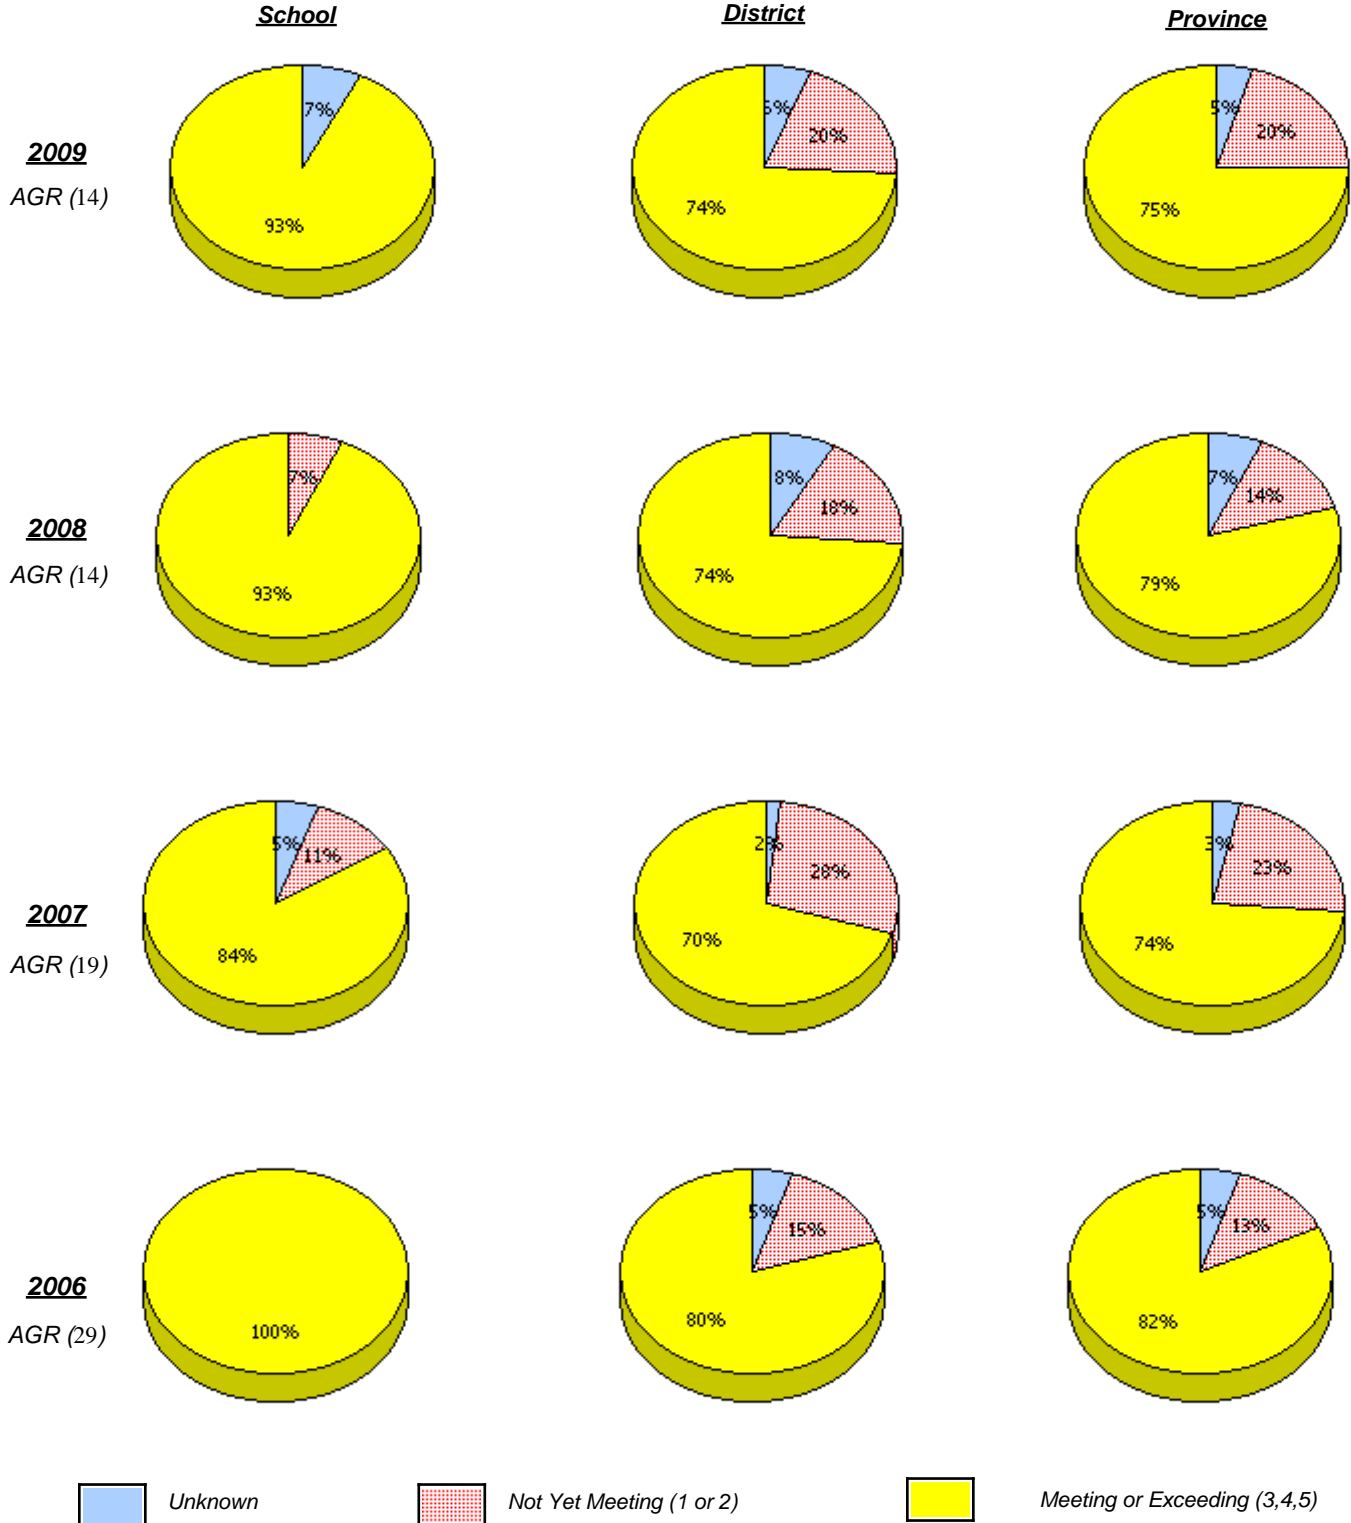 School District Province
7% 6% 20% 5% 20%
2009
AGR (14)
93% 74% 75%
7% 8% 18% 7% 14%
2008
AGR (14)
93% 74% 79%
5% 11% 2% 28% 3% 23%
2007
AGR (19)
84% 70% 74%
5% 15% 5% 13%
2006
AGR (29)
100% 80% 82%
Unknown Not Yet Meeting (1 or 2) Meeting or Exceeding (3,4,5)